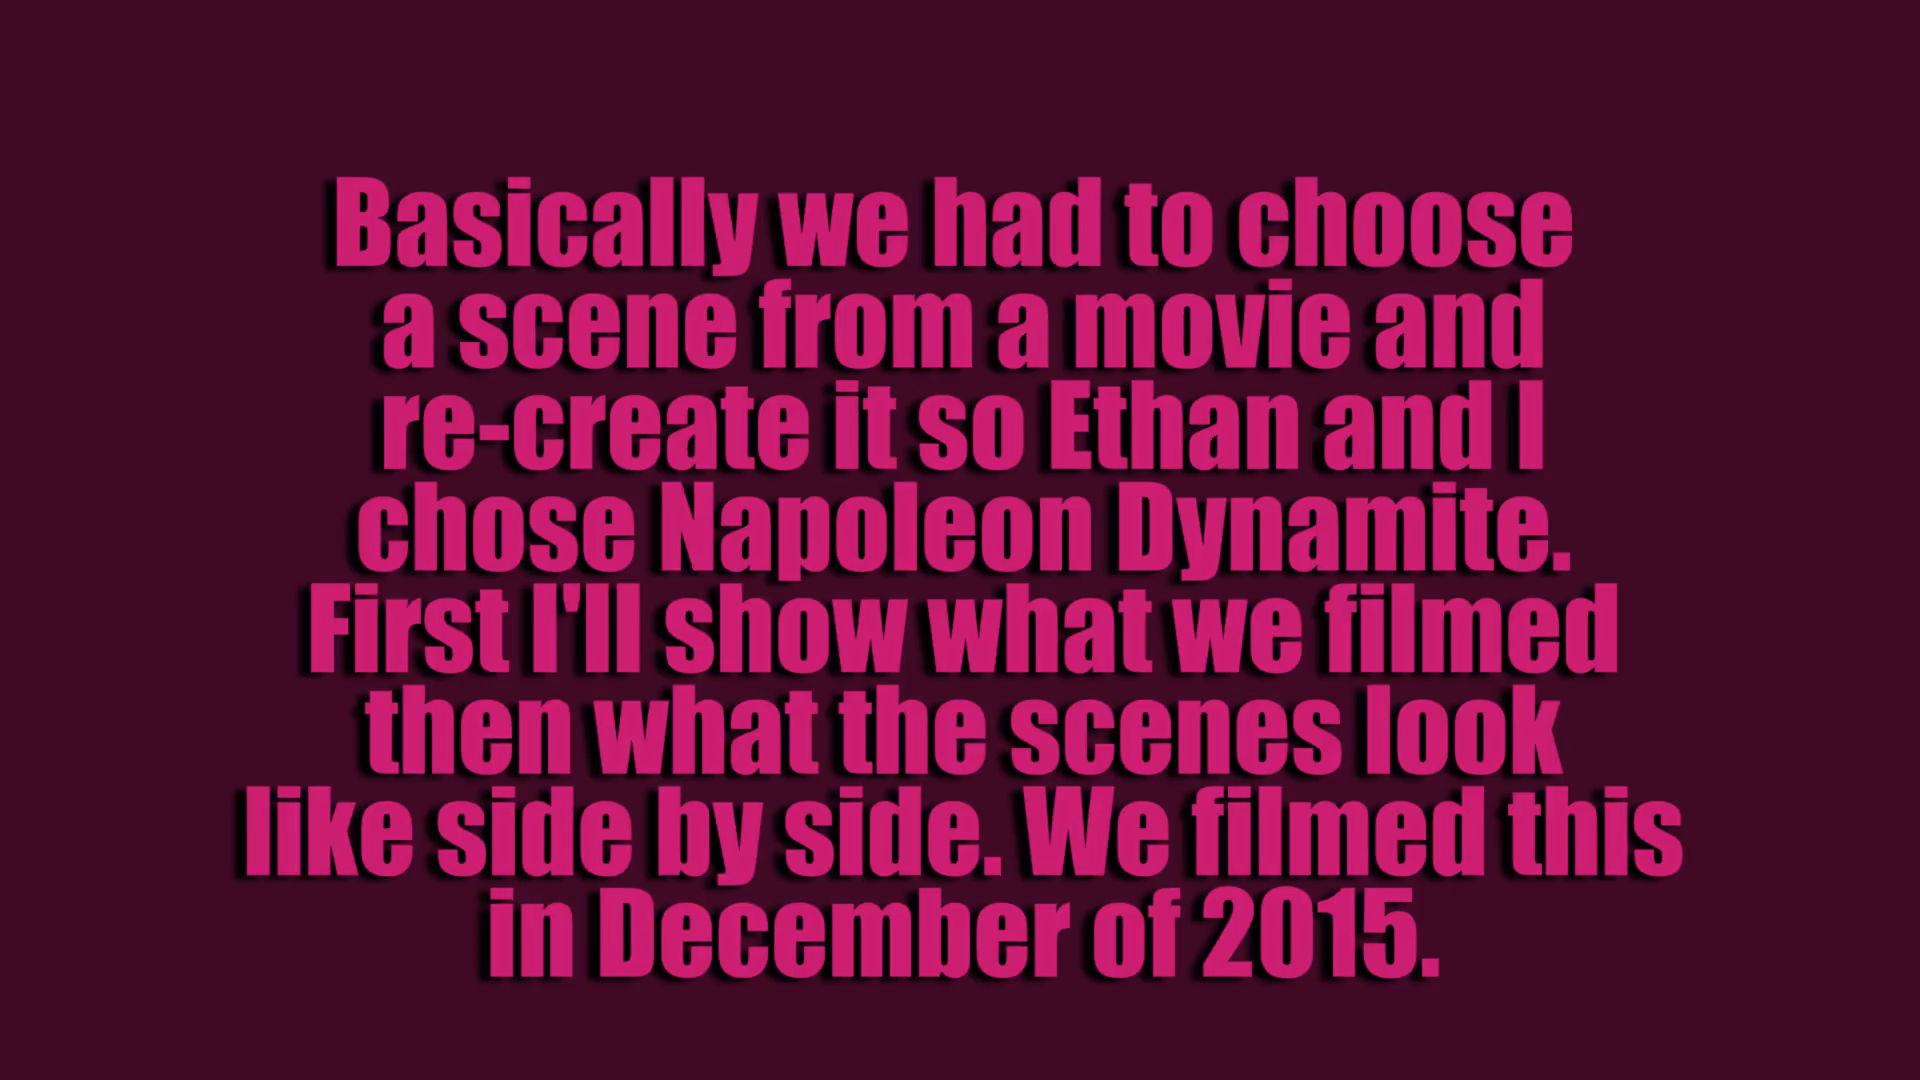 Basically we had to choose
a scene from a movie and
re-create it so Ethan and I
chose Napoleon Dynamite.
First I'll show what we filmed
then what the scenes look
like side by side. We filmed this
in December of 2015.